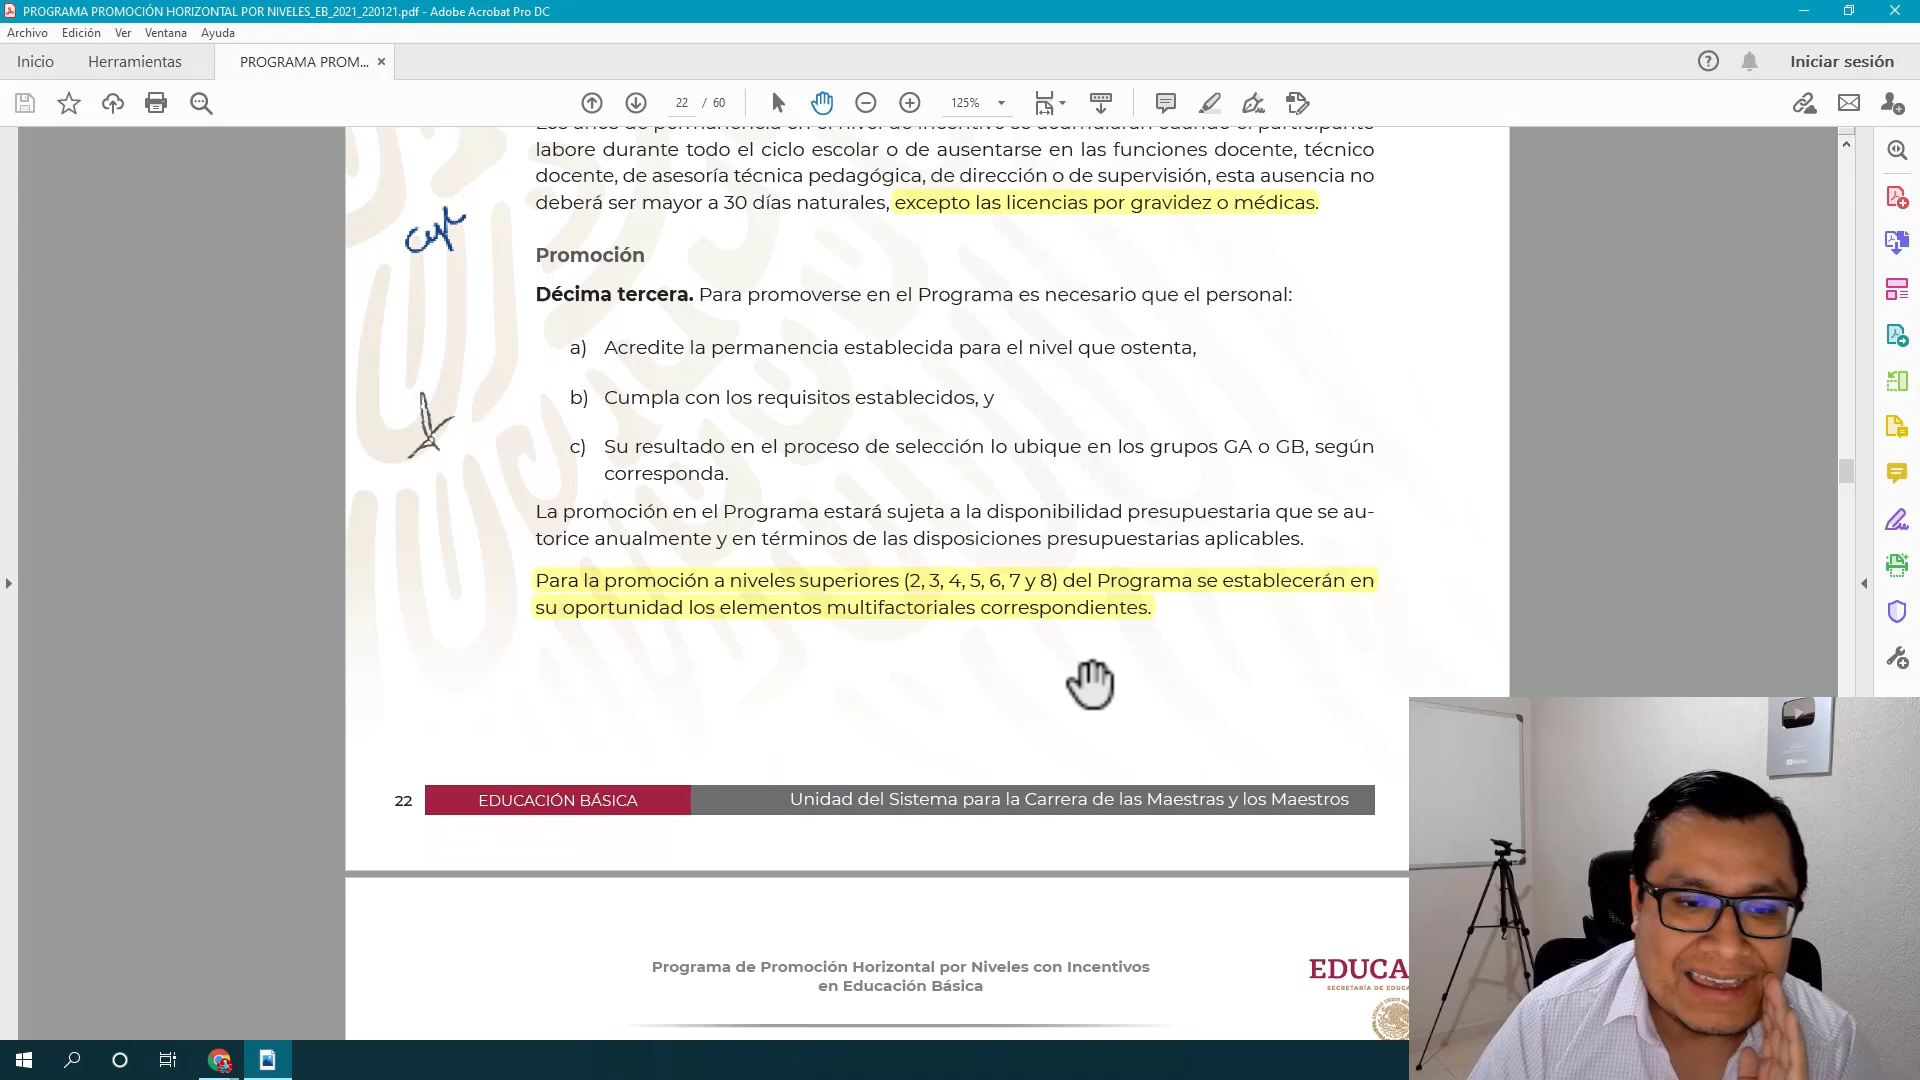 PROGRAMA PROMOCIÓN HORIZONTAL POR NIVELES_EB_2021_220121.pdf - Adobe Acrobat Pro DC
Archivo Edición Ver Ventana Ayuda
Inicio Herramientas PROGRAMA PROM... × Iniciar sesión
22 / 60 125%
labore durante todo el ciclo escolar o de ausentarse en las funciones docente, técnico
docente, de asesoría técnica pedagógica, de dirección o de supervisión, esta ausencia no
deberá ser mayor a 30 días naturales, excepto las licencias por gravidez o médicas.
Promoción
Décima tercera. Para promoverse en el Programa es necesario que el personal:
a) Acredite la permanencia establecida para el nivel que ostenta,
b) Cumpla con los requisitos establecidos, y
c) Su resultado en el proceso de selección lo ubique en los grupos GA o GB, según
corresponda.
La promoción en el Programa estará sujeta a la disponibilidad presupuestaria que se au-
torice anualmente y en términos de las disposiciones presupuestarias aplicables.
Para la promoción a niveles superiores (2, 3, 4, 5, 6, 7 y 8) del Programa se establecerán en
su oportunidad los elementos multifactoriales correspondientes.
22 EDUCACIÓN BÁSICA Unidad del Sistema para la Carrera de las Maestras y los Maestros
Programa de Promoción Horizontal por Niveles con Incentivos
en Educación Básica
EDUCA
SECRETARÍA DE EDUC